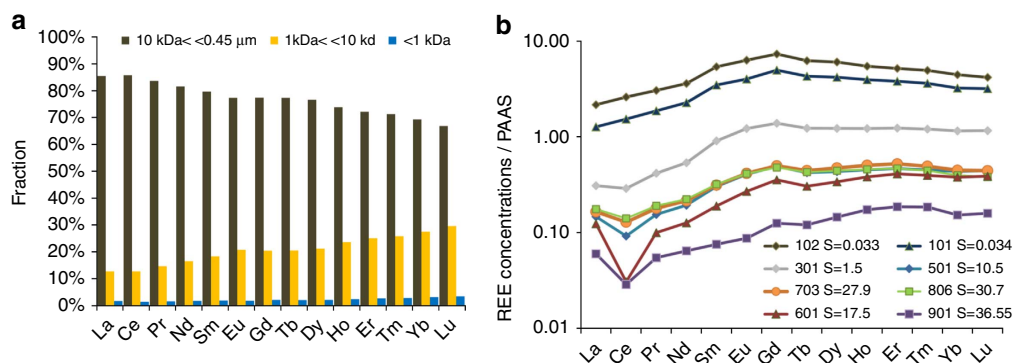 a
10 kDa< <0.45 μm 1kDa< <10 kd <1 kDa
100%
90%
80%
70%
60%
50%
40%
30%
20%
10%
0%
Fraction
La Ce Pr Nd Sm Eu Gd Tb Dy Ho Er Tm Yb Lu
b
10.00
1.00
0.10
0.01
REE concentrations / PAAS
102 S=0.033 101 S=0.034
301 S=1.5 501 S=10.5
703 S=27.9 806 S=30.7
601 S=17.5 901 S=36.55
La Ce Pr Nd Sm Eu Gd Tb Dy Ho Er Tm Yb Lu